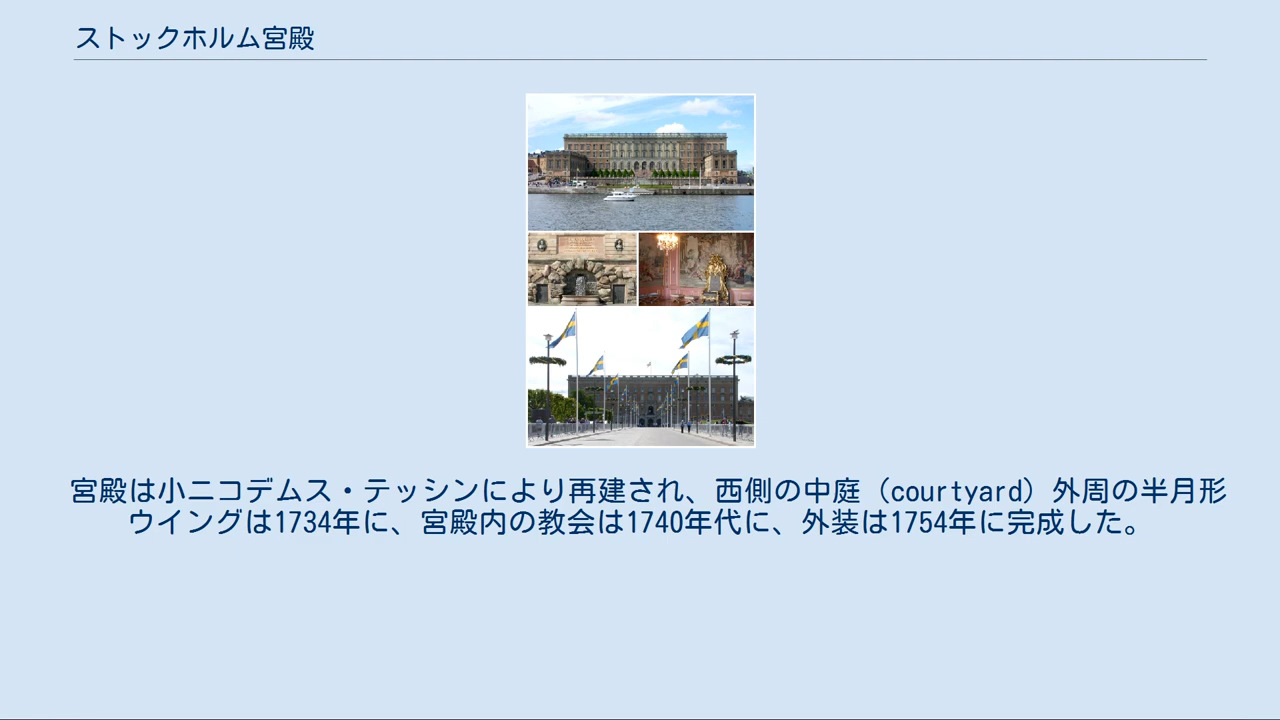 ストックホルム宮殿
宮殿は小ニコデムス・テッシンにより再建され、西側の中庭（courtyard）外周の半月形
ウイングは1734年に、宮殿内の教会は1740年代に、外装は1754年に完成した。